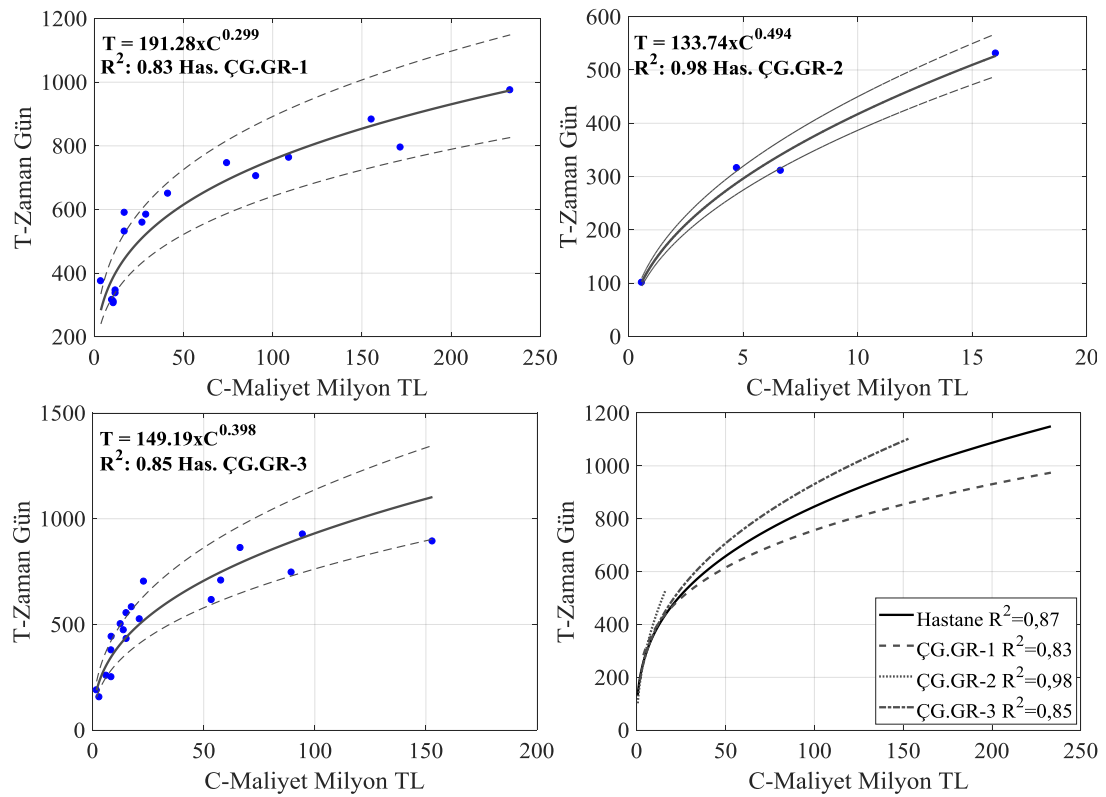 T = 191.28xC^0.299
R^2: 0.83 Has. ÇG.GR-1
1200
1000
800
600
400
200
T-Zaman Gün
0 50 100 150 200 250
C-Maliyet Milyon TL
T = 133.74xC^0.494
R^2: 0.98 Has. ÇG.GR-2
600
500
400
300
200
100
0
T-Zaman Gün
0 5 10 15 20
C-Maliyet Milyon TL
T = 149.19xC^0.398
R^2: 0.85 Has. ÇG.GR-3
1500
1000
500
0
T-Zaman Gün
0 50 100 150 200
C-Maliyet Milyon TL
1200
1000
800
600
400
200
0
T-Zaman Gün
Hastane R^2=0,87
ÇG.GR-1 R^2=0,83
ÇG.GR-2 R^2=0,98
ÇG.GR-3 R^2=0,85
0 50 100 150 200 250
C-Maliyet Milyon TL